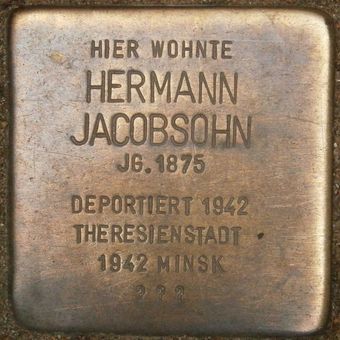 HIER WOHNTE
HERMANN
JACOBSOHN
JG. 1875
DEPORTIERT 1942
THERESIENSTADT
1942 MINSK
? ? ?